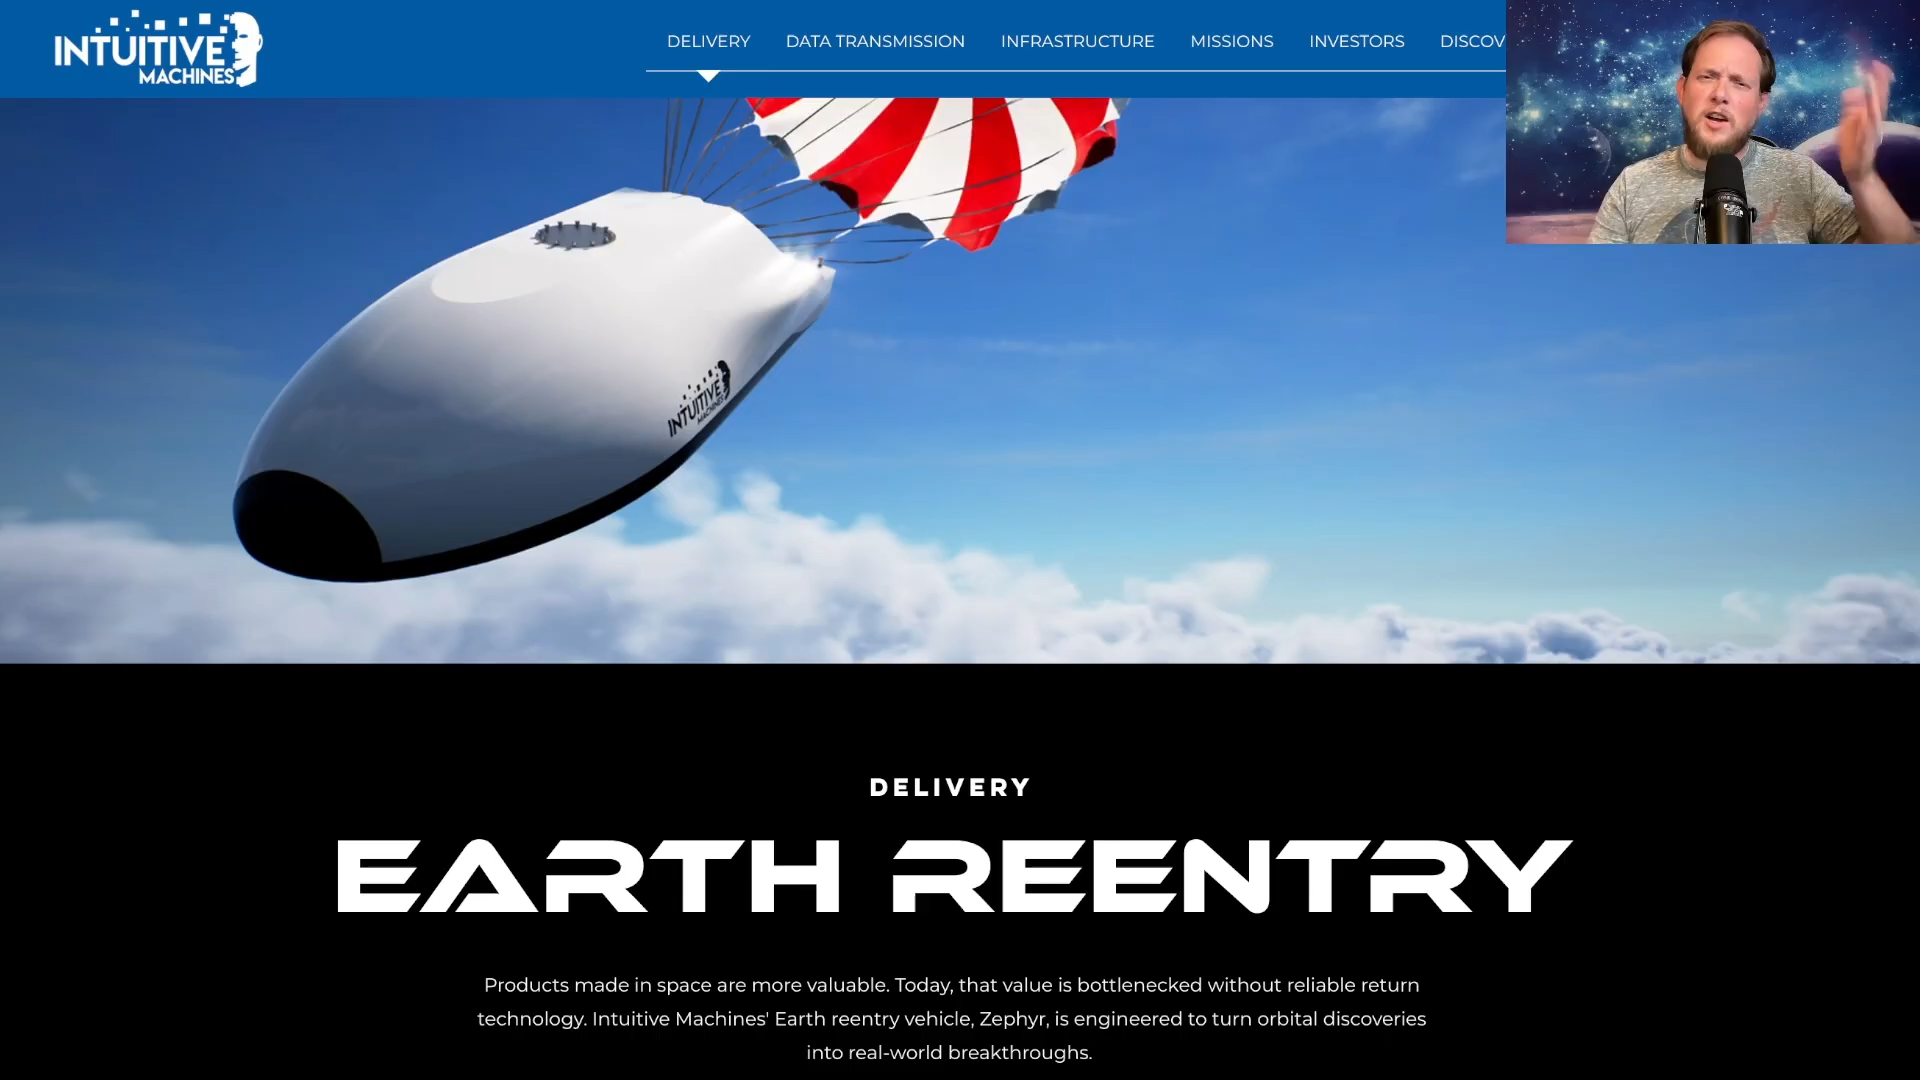 INTUITIVE
MACHINES
DELIVERY
DATA TRANSMISSION
INFRASTRUCTURE
MISSIONS
INVESTORS
DISCOV
INTUITIVE
MACHINES
DELIVERY
EARTH REENTRY
Products made in space are more valuable. Today, that value is bottlenecked without reliable return
technology. Intuitive Machines' Earth reentry vehicle, Zephyr, is engineered to turn orbital discoveries
into real-world breakthroughs.